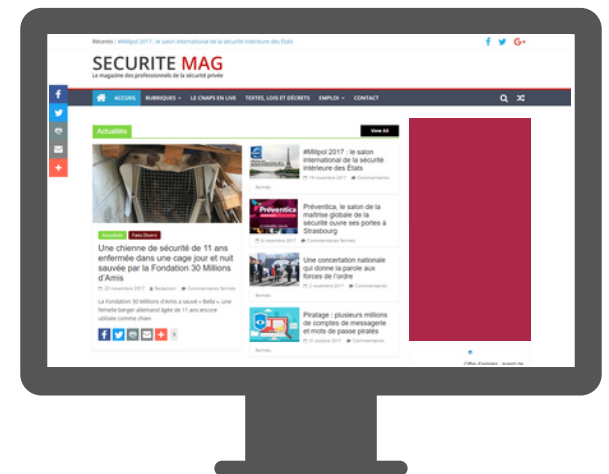 Récents : #Milipol 2017 : le salon international de la sécurité intérieure des Etats
SECURITE MAG
Le magazine des professionnels de la sécurité privée
ACCUEIL RUBRIQUES LE CNAPS EN LIVE TEXTES, LOIS ET DÉCRETS EMPLOI CONTACT
Actualités
View All
Actualités Faits Divers
Une chienne de sécurité de 11 ans
enfermée dans une cage jour et nuit
sauvée par la Fondation 30 Millions
d'Amis
20 novembre 2017 Redaction Commentaires fermés
La Fondation 30 Millions d'Amis a sauvé « Bella », une
femelle berger allemand âgée de 11 ans encore
utilisée comme chien
#Milipol 2017 : le salon
international de la sécurité
intérieure des États
19 novembre 2017 Commentaires
fermés
Préventica
Préventica, le salon de la
maîtrise globale de la
sécurité ouvre ses portes à
Strasbourg
6 novembre 2017 Commentaires fermés
Une concertation nationale
qui donne la parole aux
forces de l'ordre
2 novembre 2017 Commentaires
fermés
Piratage : plusieurs millions
de comptes de messagerie
et mots de passe piratés
31 octobre 2017 Commentaires
fermés